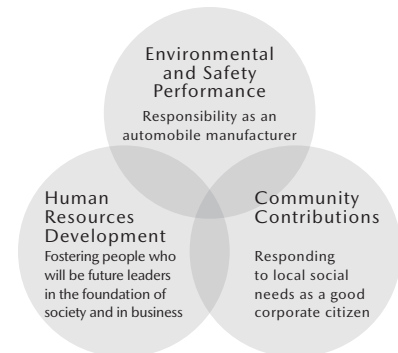 Environmental
and Safety
Performance
Responsibility as an
automobile manufacturer
Human
Resources
Development
Fostering people who
will be future leaders
in the foundation of
society and in business
Community
Contributions
Responding
to local social
needs as a good
corporate citizen